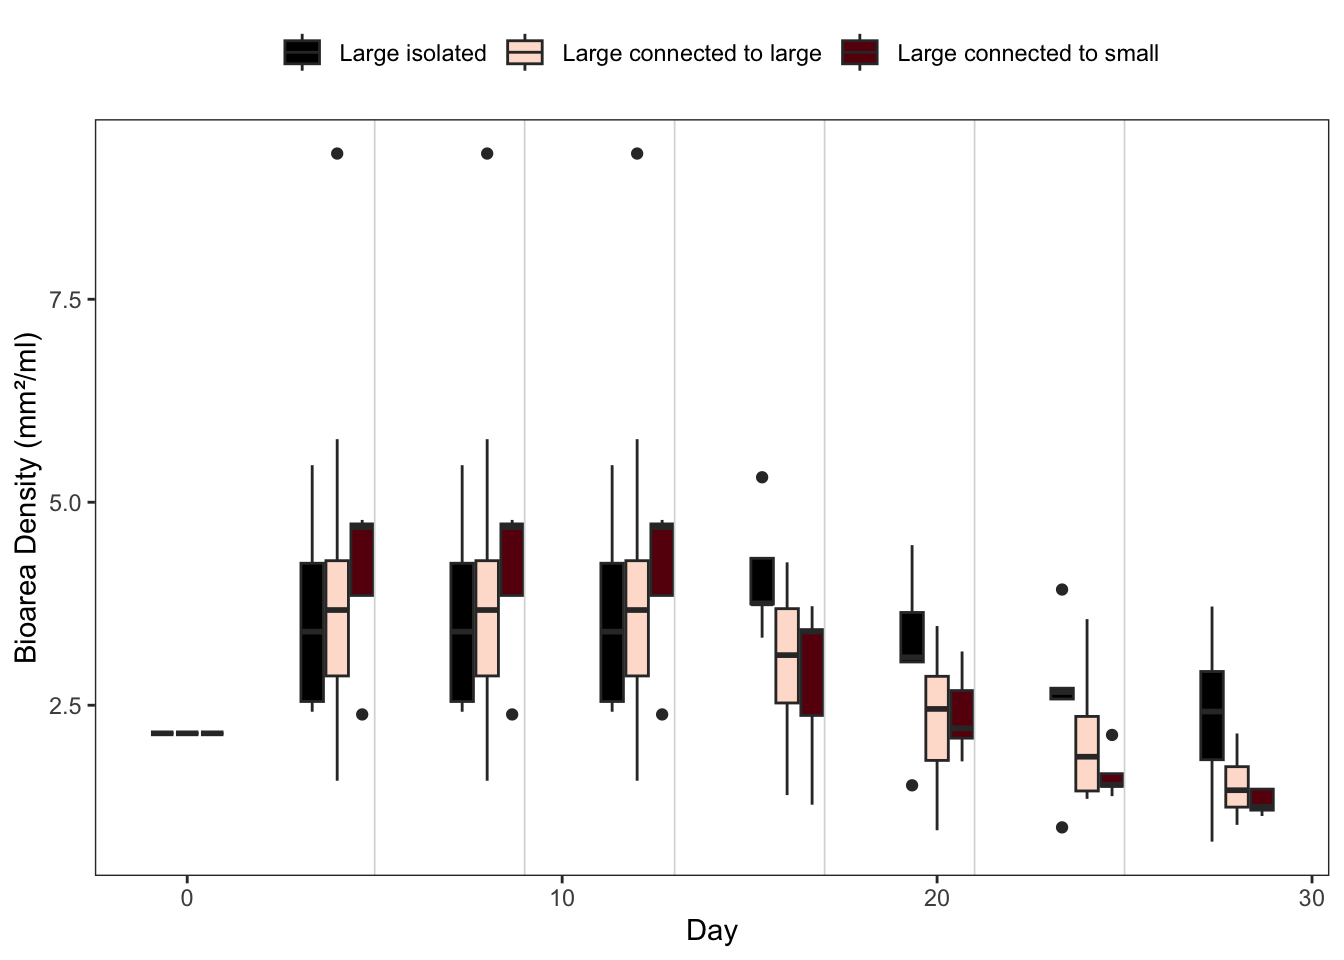 Large isolated Large connected to large Large connected to small
Bioarea Density (mm²/ml)
7.5
5.0
2.5
0 10 20 30
Day